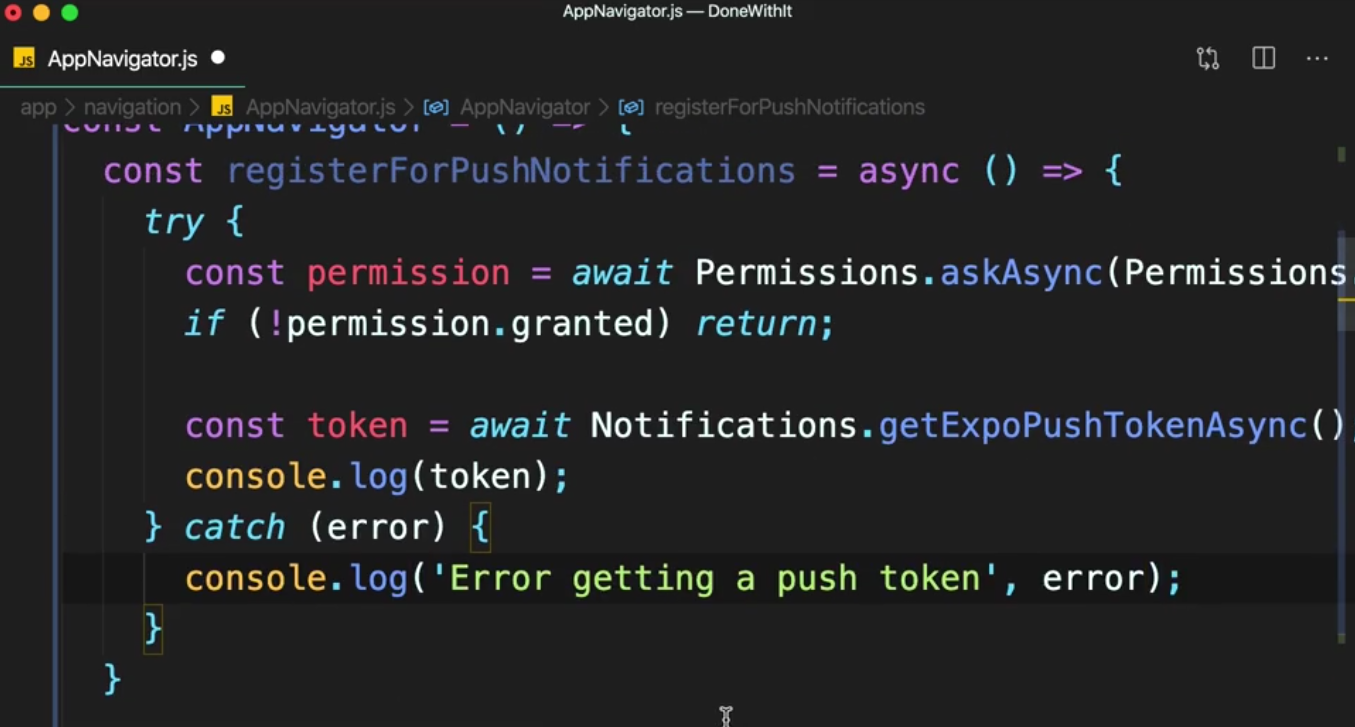 AppNavigator.js — DoneWithIt
JS AppNavigator.js
app > navigation > JS AppNavigator.js > AppNavigator > registerForPushNotifications
const AppNavigator = () => {
const registerForPushNotifications = async () => {
try {
const permission = await Permissions.askAsync(Permissions.
if (!permission.granted) return;
const token = await Notifications.getExpoPushTokenAsync();
console.log(token);
} catch (error) {
console.log('Error getting a push token', error);
}
}